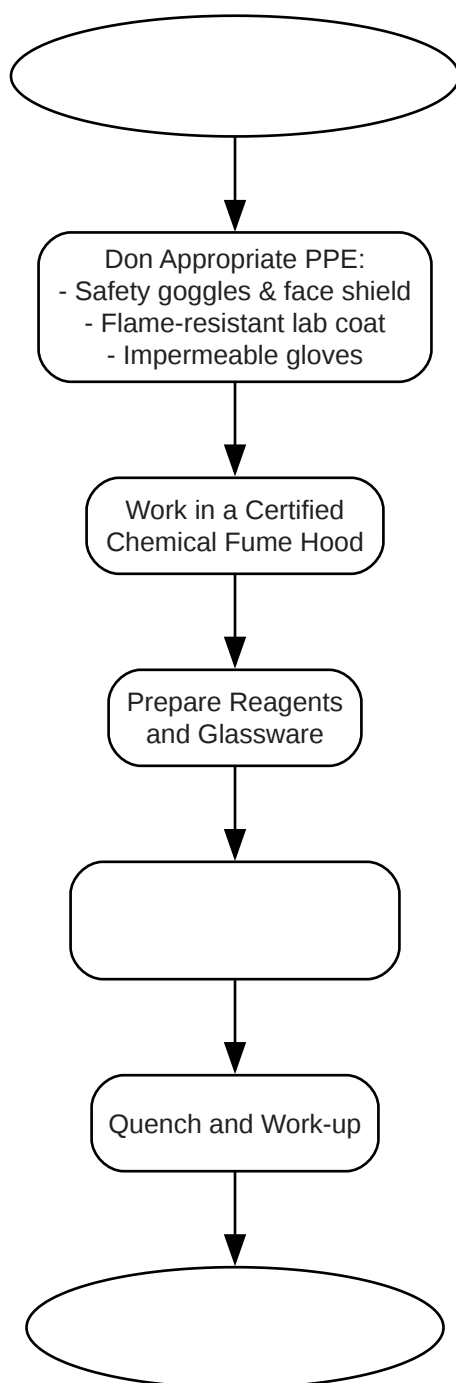 Don Appropriate PPE:
- Safety goggles & face shield
- Flame-resistant lab coat
- Impermeable gloves
Work in a Certified
Chemical Fume Hood
Prepare Reagents
and Glassware
Quench and Work-up